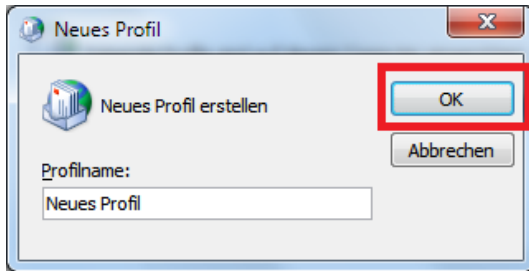 Neues Profil
Neues Profil erstellen
OK
Abbrechen
Profilname:
Neues Profil